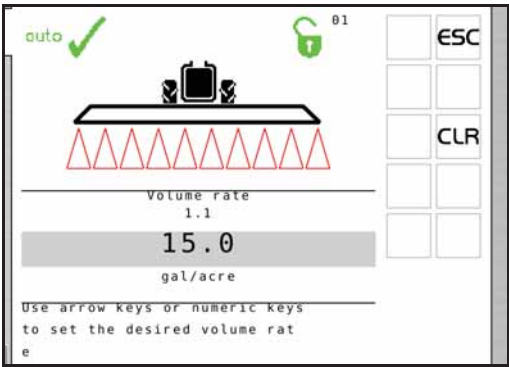 auto
01
ESC
CLR
Volume rate
1.1
15.0
gal/acre
Use arrow keys or numeric keys
to set the desired volume rat
e